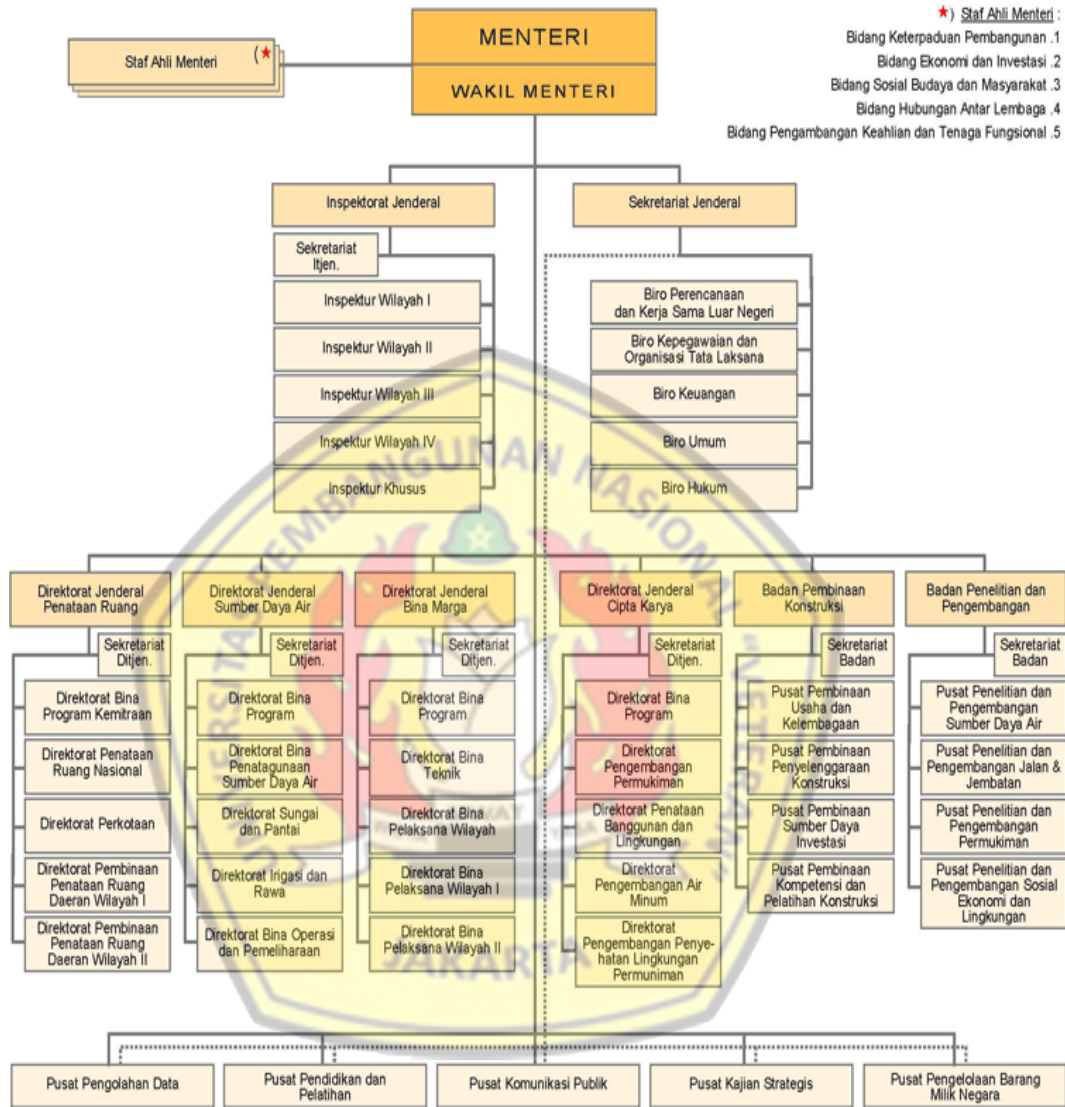 MENTERI
WAKIL MENTERI
Staf Ahli Menteri
(★
★) Staf Ahli Menteri :
Bidang Keterpaduan Pembangunan .1
Bidang Ekonomi dan Investasi .2
Bidang Sosial Budaya dan Masyarakat .3
Bidang Hubungan Antar Lembaga .4
Bidang Pengambangan Keahlian dan Tenaga Fungsional .5
Inspektorat Jenderal
Sekretariat
Itjen.
Inspektur Wilayah I
Inspektur Wilayah II
Inspektur Wilayah III
Inspektur Wilayah IV
Inspektur Khusus
Sekretariat Jenderal
Biro Perencanaan
dan Kerja Sama Luar Negeri
Biro Kepegawaian dan
Organisasi Tata Laksana
Biro Keuangan
Biro Umum
Biro Hukum
Direktorat Jenderal
Penataan Ruang
Sekretariat
Ditjen.
Direktorat Bina
Program Kemitraan
Direktorat Penataan
Ruang Nasional
Direktorat Perkotaan
Direktorat Pembinaan
Penataan Ruang
Daeran Wilayah I
Direktorat Pembinaan
Penataan Ruang
Daeran Wilayah II
Direktorat Jenderal
Sumber Daya Air
Sekretariat
Ditjen.
Direktorat Bina
Program
Direktorat Bina
Penatagunaan
Sumber Daya Air
Direktorat Sungai
dan Pantai
Direktorat Irigasi dan
Rawa
Direktorat Bina Operasi
dan Pemeliharaan
Direktorat Jenderal
Bina Marga
Sekretariat
Ditjen.
Direktorat Bina
Program
Direktorat Bina
Teknik
Direktorat Bina
Pelaksana Wilayah
Direktorat Bina
Pelaksana Wilayah I
Direktorat Bina
Pelaksana Wilayah II
Direktorat Jenderal
Cipta Karya
Sekretariat
Ditjen.
Direktorat Bina
Program
Direktorat
Pengembangan
Permukiman
Direktorat Penataan
Banggunan dan
Lingkungan
Direktorat
Pengembangan Air
Minum
Direktorat
Pengembangan Penye-
hatan Lingkungan
Permuniman
Badan Pembinaan
Konstruksi
Sekretariat
Badan
Pusat Pembinaan
Usaha dan
Kelembagaan
Pusat Pembinaan
Penyelenggaraan
Konstruksi
Pusat Pembinaan
Sumber Daya
Investasi
Pusat Pembinaan
Kompetensi dan
Pelatihan Konstruksi
Badan Penelitian dan
Pengembangan
Sekretariat
Badan
Pusat Penelitian dan
Pengembangan
Sumber Daya Air
Pusat Penelitian dan
Pengembangan Jalan &
Jembatan
Pusat Penelitian dan
Pengembangan
Permukiman
Pusat Penelitian dan
Pengembangan Sosial
Ekonomi dan
Lingkungan
Pusat Pengolahan Data
Pusat Pendidikan dan
Pelatihan
Pusat Komunikasi Publik
Pusat Kajian Strategis
Pusat Pengelolaan Barang
Milik Negara
UNIVERSITAS PEMBANGUNAN NASIONAL "VETERAN"
JAKARTA